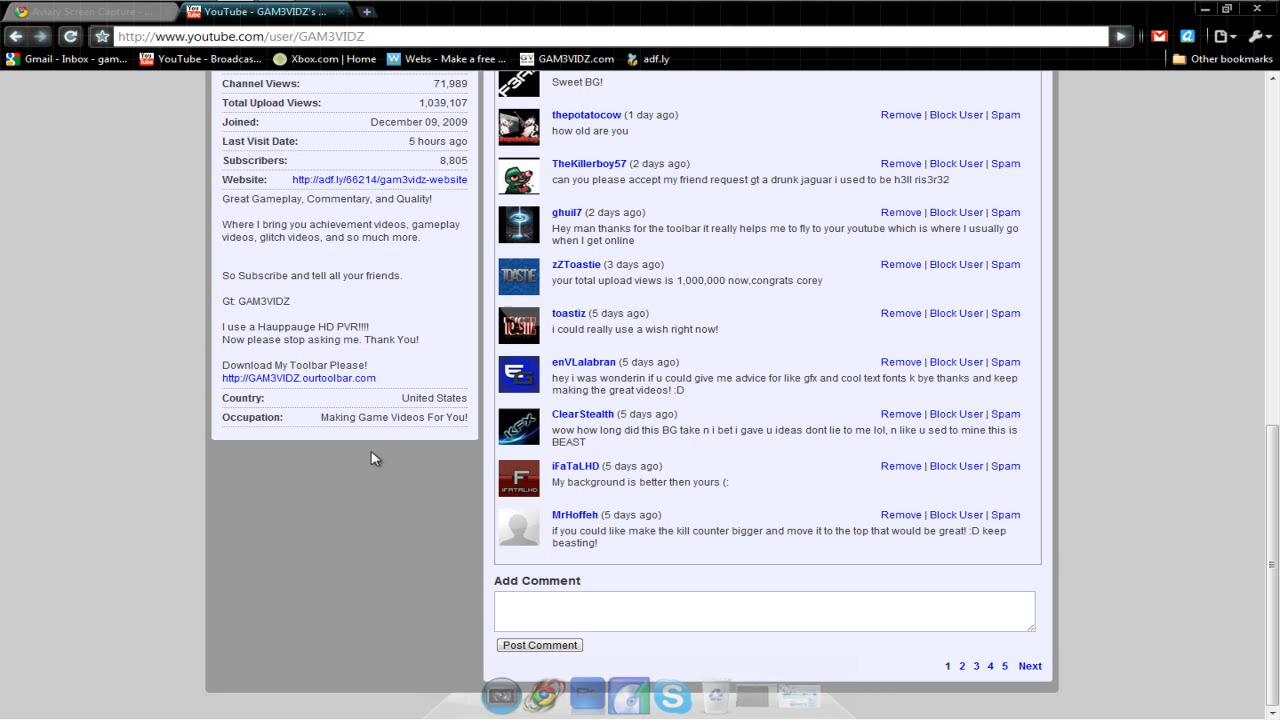 Aviary Screen Capture - ...
YouTube - GAM3VIDZ's ...
http://www.youtube.com/user/GAM3VIDZ
Gmail - Inbox - gam...
YouTube - Broadcas...
Xbox.com | Home
Webs - Make a free ...
GAM3VIDZ.com
adf.ly
Other bookmarks
Channel Views: 71,989
Total Upload Views: 1,039,107
Joined: December 09, 2009
Last Visit Date: 5 hours ago
Subscribers: 8,805
Website: http://adf.ly/66214/gam3vidz-website
Great Gameplay, Commentary, and Quality!
Where I bring you achievement videos, gameplay
videos, glitch videos, and so much more.
So Subscribe and tell all your friends.
Gt: GAM3VIDZ
I use a Hauppauge HD PVR!!!!
Now please stop asking me. Thank You!
Download My Toolbar Please!
http://GAM3VIDZ.ourtoolbar.com
Country: United States
Occupation: Making Game Videos For You!
Sweet BG!
thepotatocow (1 day ago) Remove | Block User | Spam
how old are you
TheKillerboy57 (2 days ago) Remove | Block User | Spam
can you please accept my friend request gt a drunk jaguar i used to be h3ll ris3r32
ghuil7 (2 days ago) Remove | Block User | Spam
Hey man thanks for the toolbar it really helps me to fly to your youtube which is where I usually go
when I get online
zZToastie (3 days ago) Remove | Block User | Spam
your total upload views is 1,000,000 now,congrats corey
toastiz (5 days ago) Remove | Block User | Spam
i could really use a wish right now!
enVLalabran (5 days ago) Remove | Block User | Spam
hey i was wonderin if u could give me advice for like gfx and cool text fonts k bye thanks and keep
making the great videos! :D
ClearStealth (5 days ago) Remove | Block User | Spam
wow how long did this BG take n i bet i gave u ideas dont lie to me lol, n like u sed to mine this is
BEAST
iFaTaLHD (5 days ago) Remove | Block User | Spam
My background is better then yours (:
MrHoffeh (5 days ago) Remove | Block User | Spam
if you could like make the kill counter bigger and move it to the top that would be great! :D keep
beasting!
Add Comment
Post Comment
1 2 3 4 5 Next